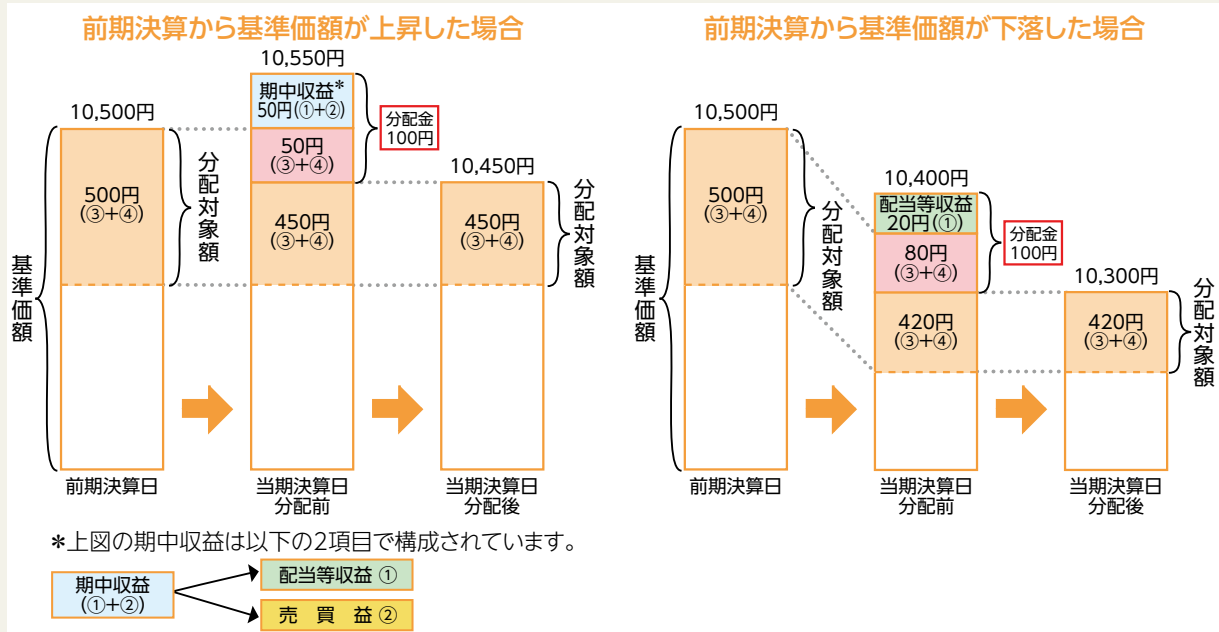 前期決算から基準価額が上昇した場合
10,500円
10,550円
期中収益*
50円(①+②)
分配金
100円
500円
(③+④)
分配対象額
50円
(③+④)
450円
(③+④)
10,450円
450円
(③+④)
分配対象額
基準価額
前期決算日
当期決算日
分配前
当期決算日
分配後
*上図の期中収益は以下の2項目で構成されています。
期中収益
(①+②)
配当等収益 ①
売 買 益 ②
前期決算から基準価額が下落した場合
10,500円
500円
(③+④)
分配対象額
10,400円
配当等収益
20円(①)
80円
(③+④)
分配金
100円
420円
(③+④)
10,300円
420円
(③+④)
分配対象額
基準価額
前期決算日
当期決算日
分配前
当期決算日
分配後